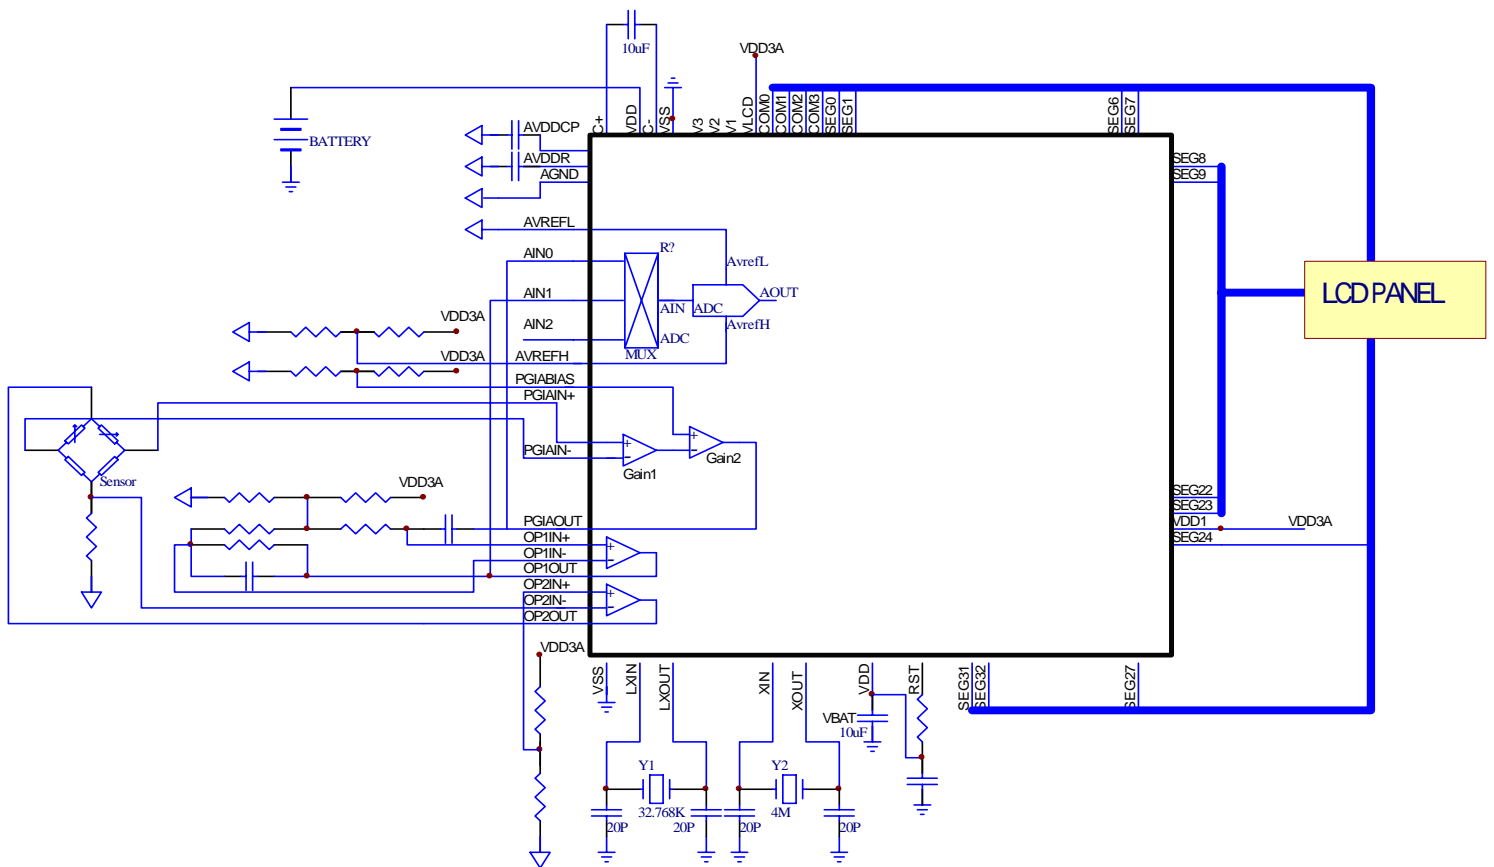 10uF
VDD3A
C+
VDD
C-
VSS
V3
V2
V1
VLCD
COM0
COM1
COM2
COM3
SEG0
SEG1
SEG6
SEG7
BATTERY
AVDDCP
AVDDR
AGND
AVREFL
SEG8
SEG9
R?
AIN0
AvrefL
AIN1
AOUT
AIN
ADC
LCD PANEL
VDD3A
AIN2
AvrefH
ADC
MUX
VDD3A
AVREFH
PGIABIAS
PGIAIN+
PGIAIN-
Gain1
Gain2
Sensor
VDD3A
SEG22
SEG23
PGIAOUT
VDD1
VDD3A
OP1IN+
SEG24
OP1IN-
OP1OUT
OP2IN+
OP2IN-
OP2OUT
VDD3A
VSS
LXIN
LXOUT
XIN
XOUT
VDD
RST
SEG31
SEG32
SEG27
VBAT
10uF
Y1
32.768K
20P
20P
Y2
4M
20P
20P